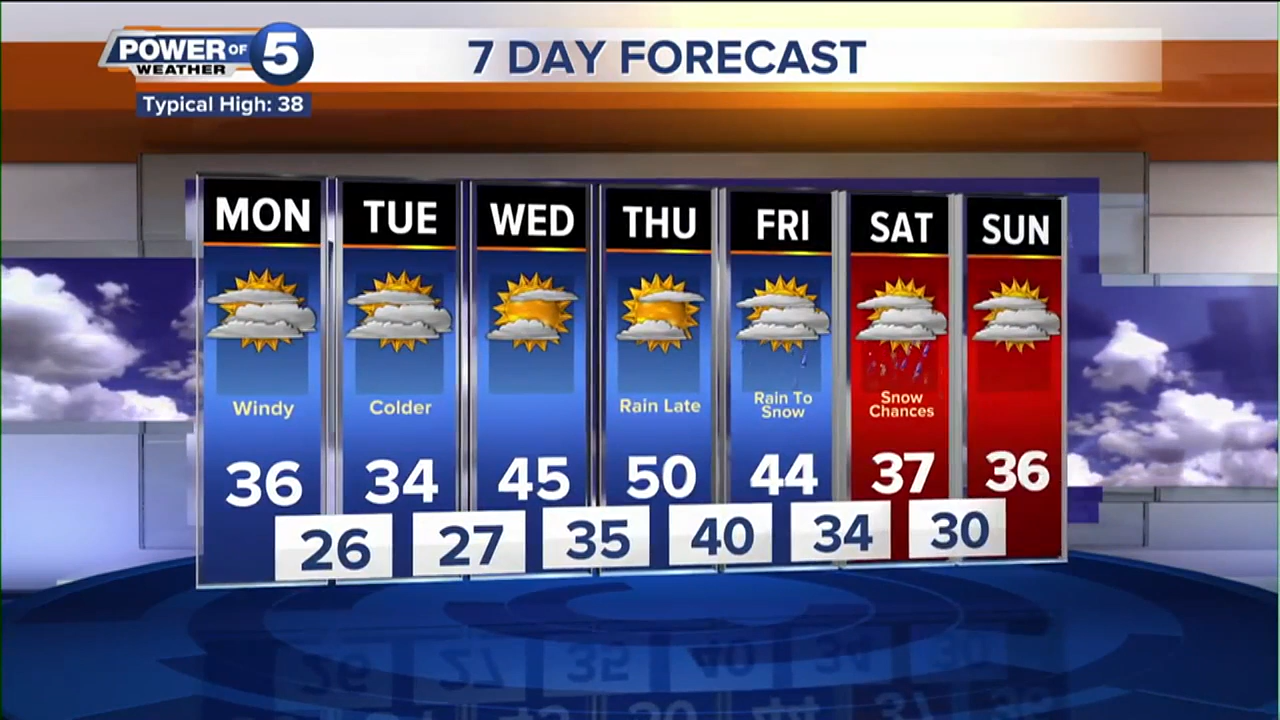 POWER OF 5
WEATHER
7 DAY FORECAST
Typical High: 38
MON TUE WED THU FRI SAT SUN
Windy Colder Rain Late Rain To Snow Snow Chances
36 34 45 50 44 37 36
26 27 35 40 34 30